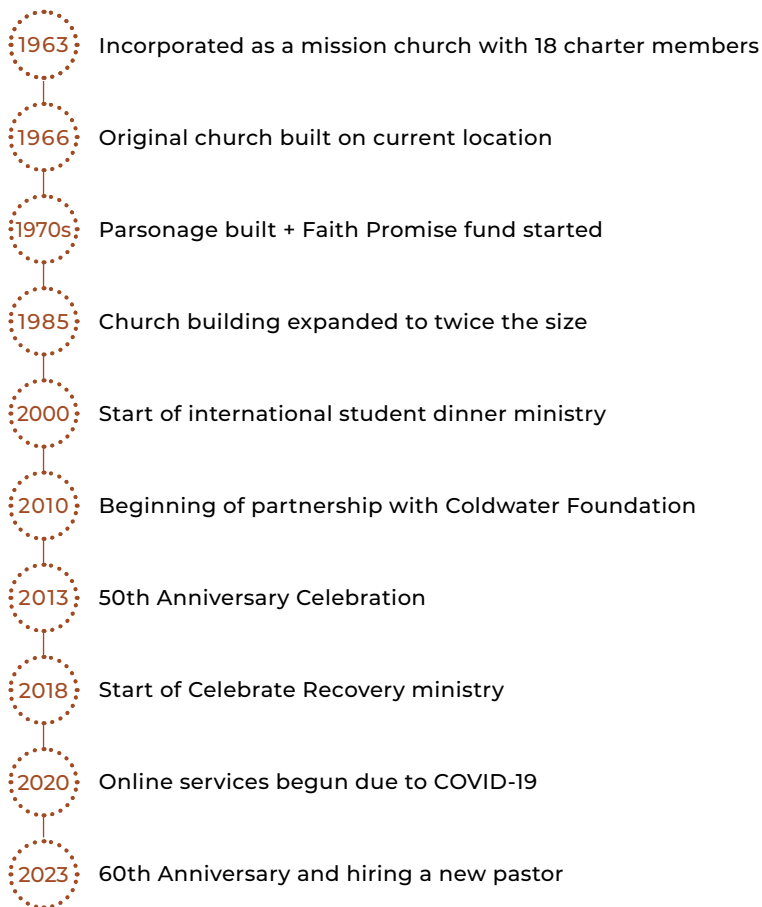 1963 Incorporated as a mission church with 18 charter members
1966 Original church built on current location
1970s Parsonage built + Faith Promise fund started
1985 Church building expanded to twice the size
2000 Start of international student dinner ministry
2010 Beginning of partnership with Coldwater Foundation
2013 50th Anniversary Celebration
2018 Start of Celebrate Recovery ministry
2020 Online services begun due to COVID-19
2023 60th Anniversary and hiring a new pastor